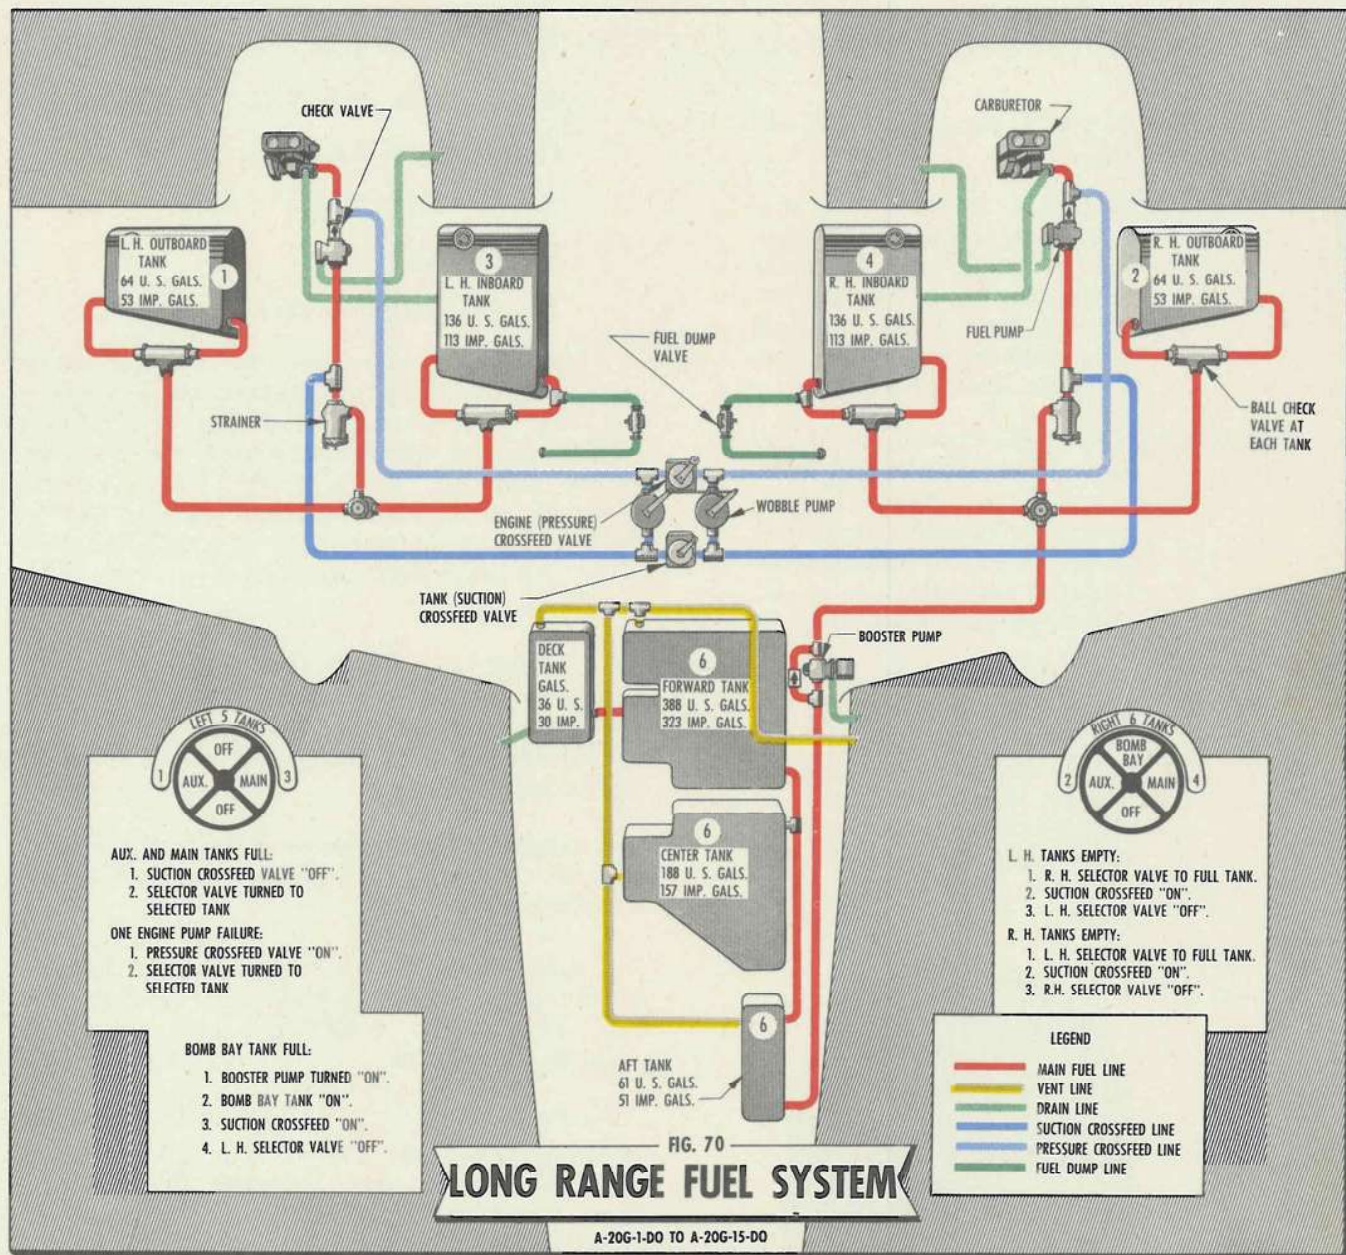 CHECK VALVE
CARBURETOR
L. H. OUTBOARD
TANK
64 U. S. GALS.
53 IMP. GALS.
1
3
L. H. INBOARD
TANK
136 U. S. GALS.
113 IMP. GALS.
4
R. H. INBOARD
TANK
136 U. S. GALS.
113 IMP. GALS.
2
R. H. OUTBOARD
TANK
64 U. S. GALS.
53 IMP. GALS.
FUEL DUMP
VALVE
FUEL PUMP
STRAINER
BALL CHECK
VALVE AT
EACH TANK
ENGINE (PRESSURE)
CROSSFEED VALVE
WOBBLE PUMP
TANK (SUCTION)
CROSSFEED VALVE
BOOSTER PUMP
DECK
TANK
GALS.
36 U. S.
30 IMP.
6
FORWARD TANK
388 U. S. GALS.
323 IMP. GALS.
6
CENTER TANK
188 U. S. GALS.
157 IMP. GALS.
6
AFT TANK
61 U. S. GALS.
51 IMP. GALS.
LEFT 5 TANKS
OFF
1 AUX. MAIN 3
OFF
AUX. AND MAIN TANKS FULL:
1. SUCTION CROSSFEED VALVE "OFF".
2. SELECTOR VALVE TURNED TO
SELECTED TANK
ONE ENGINE PUMP FAILURE:
1. PRESSURE CROSSFEED VALVE "ON".
2. SELECTOR VALVE TURNED TO
SELECTED TANK
BOMB BAY TANK FULL:
1. BOOSTER PUMP TURNED "ON".
2. BOMB BAY TANK "ON".
3. SUCTION CROSSFEED "ON".
4. L. H. SELECTOR VALVE "OFF".
RIGHT 6 TANKS
BOMB
BAY
2 AUX. MAIN 4
OFF
L. H. TANKS EMPTY:
1. R. H. SELECTOR VALVE TO FULL TANK.
2. SUCTION CROSSFEED "ON".
3. L. H. SELECTOR VALVE "OFF".
R. H. TANKS EMPTY:
1. L. H. SELECTOR VALVE TO FULL TANK.
2. SUCTION CROSSFEED "ON".
3. R.H. SELECTOR VALVE "OFF".
LEGEND
MAIN FUEL LINE
VENT LINE
DRAIN LINE
SUCTION CROSSFEED LINE
PRESSURE CROSSFEED LINE
FUEL DUMP LINE
FIG. 70
LONG RANGE FUEL SYSTEM
A-20G-1-DO TO A-20G-15-DO